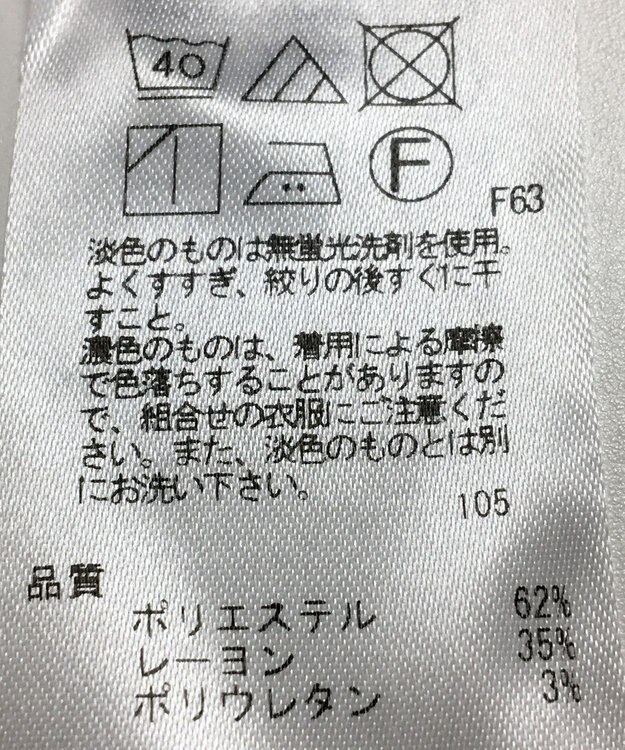 40
F
F63
淡色のものは無蛍光洗剤を使用。
よくすすぎ、絞りの後すぐに干
すこと。
濃色のものは、着用による摩擦
で色落ちすることがありますの
で、組合せの衣服にご注意くだ
さい。また、淡色のものとは別
にお洗い下さい。
105
品質
ポリエステル 62%
レーヨン 35%
ポリウレタン 3%